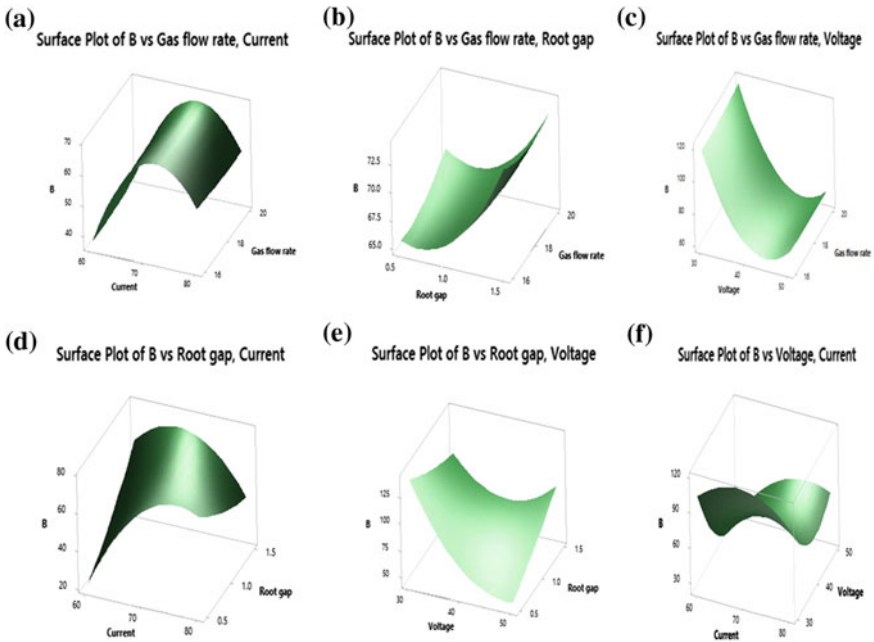 (a)
Surface Plot of B vs Gas flow rate, Current
70
60
50
40
B
60
70
80
Current
16
18
20
Gas flow rate
(b)
Surface Plot of B vs Gas flow rate, Root gap
72.5
70.0
67.5
65.0
B
0.5
1.0
1.5
Root gap
16
18
20
Gas flow rate
(c)
Surface Plot of B vs Gas flow rate, Voltage
120
100
80
60
B
30
40
50
Voltage
16
18
20
Gas flow rate
(d)
Surface Plot of B vs Root gap, Current
80
60
40
20
B
60
70
80
Current
0.5
1.0
1.5
Root gap
(e)
Surface Plot of B vs Root gap, Voltage
125
100
75
50
B
30
40
50
Voltage
0.5
1.0
1.5
Root gap
(f)
Surface Plot of B vs Voltage, Current
120
90
60
30
B
60
70
80
Current
30
40
50
Voltage